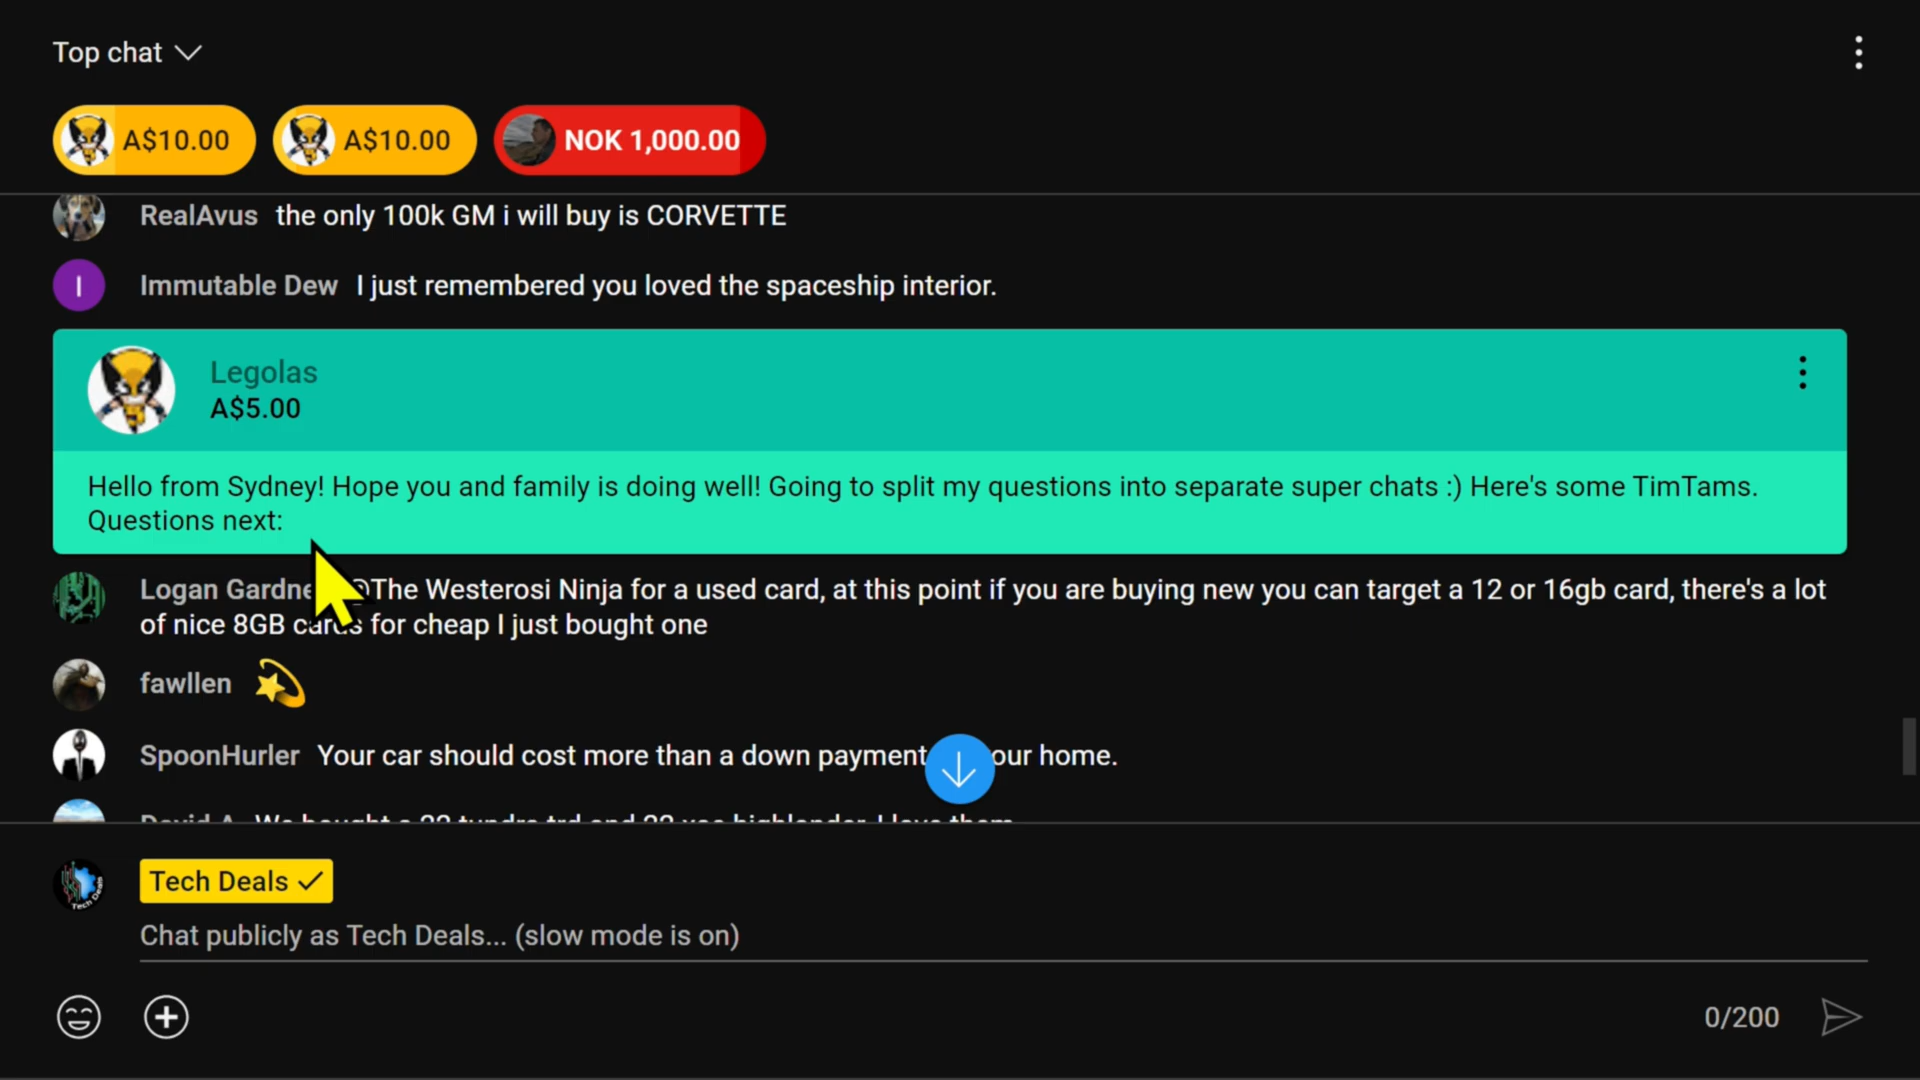 Top chat
A$10.00 A$10.00 NOK 1,000.00
RealAvus the only 100k GM i will buy is CORVETTE
I Immutable Dew I just remembered you loved the spaceship interior.
Legolas
A$5.00
Hello from Sydney! Hope you and family is doing well! Going to split my questions into separate super chats :) Here's some TimTams.
Questions next:
Logan @The Westerosi Ninja for a used card, at this point if you are buying new you can target a 12 or 16gb card, there's a lot
of nice 8GB cards for cheap I just bought one
fawllen
SpoonHurler Your car should cost more than a down payment our home.
Tech Deals
Tech Deals
Chat publicly as Tech Deals... (slow mode is on)
0/200